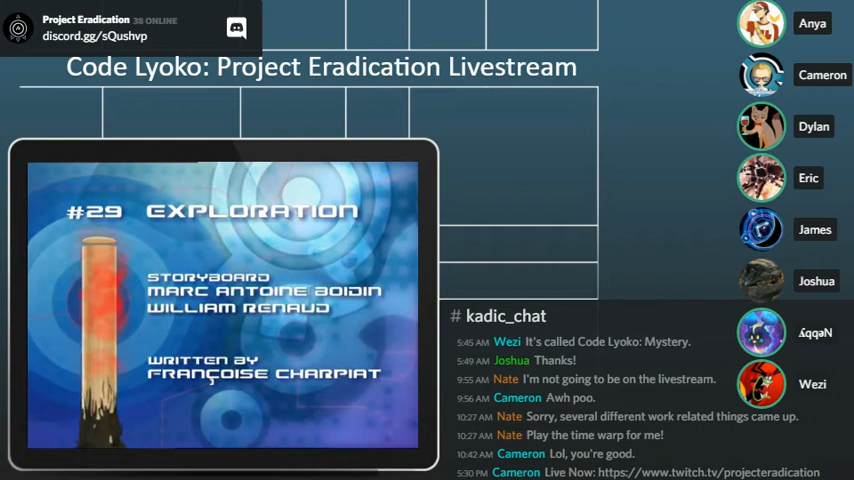 Project Eradication 38 ONLINE
discord.gg/sQushvp
Code Lyoko: Project Eradication Livestream
#29 EXPLORATION
STORYBOARD
MARC ANTOINE BOIDIN
WILLIAM RENAUD
WRITTEN BY
FRANÇOISE CHARPIAT
Anya
Cameron
Dylan
Eric
James
Joshua
Wezi
# kadic_chat
5:45 AM Wezi It's called Code Lyoko: Mystery.
5:49 AM Joshua Thanks!
9:55 AM Nate I'm not going to be on the livestream.
9:56 AM Cameron Awh poo.
10:27 AM Nate Sorry, several different work related things came up.
10:27 AM Nate Play the time warp for me!
10:42 AM Cameron Lol, you're good.
5:30 PM Cameron Live Now: https://www.twitch.tv/projecteradication